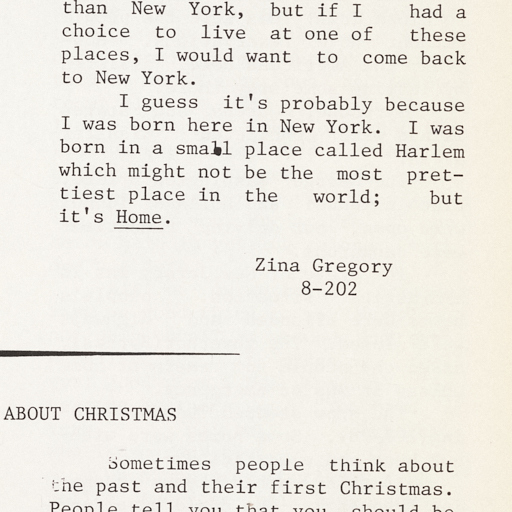 than New York, but if I had a
choice to live at one of these
places, I would want to come back
to New York.
I guess it's probably because
I was born here in New York. I was
born in a small place called Harlem
which might not be the most pret-
tiest place in the world; but
it's Home.
Zina Gregory
8-202
ABOUT CHRISTMAS
Sometimes people think about
the past and their first Christmas.
People tell you that you should be